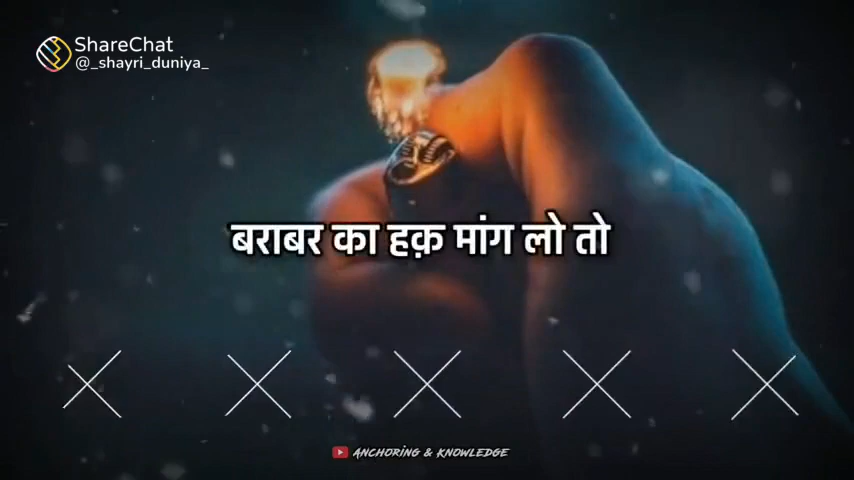 ShareChat
@_shayri_duniya_
बराबर का हक़ मांग लो तो
ANCHORING & KNOWLEDGE